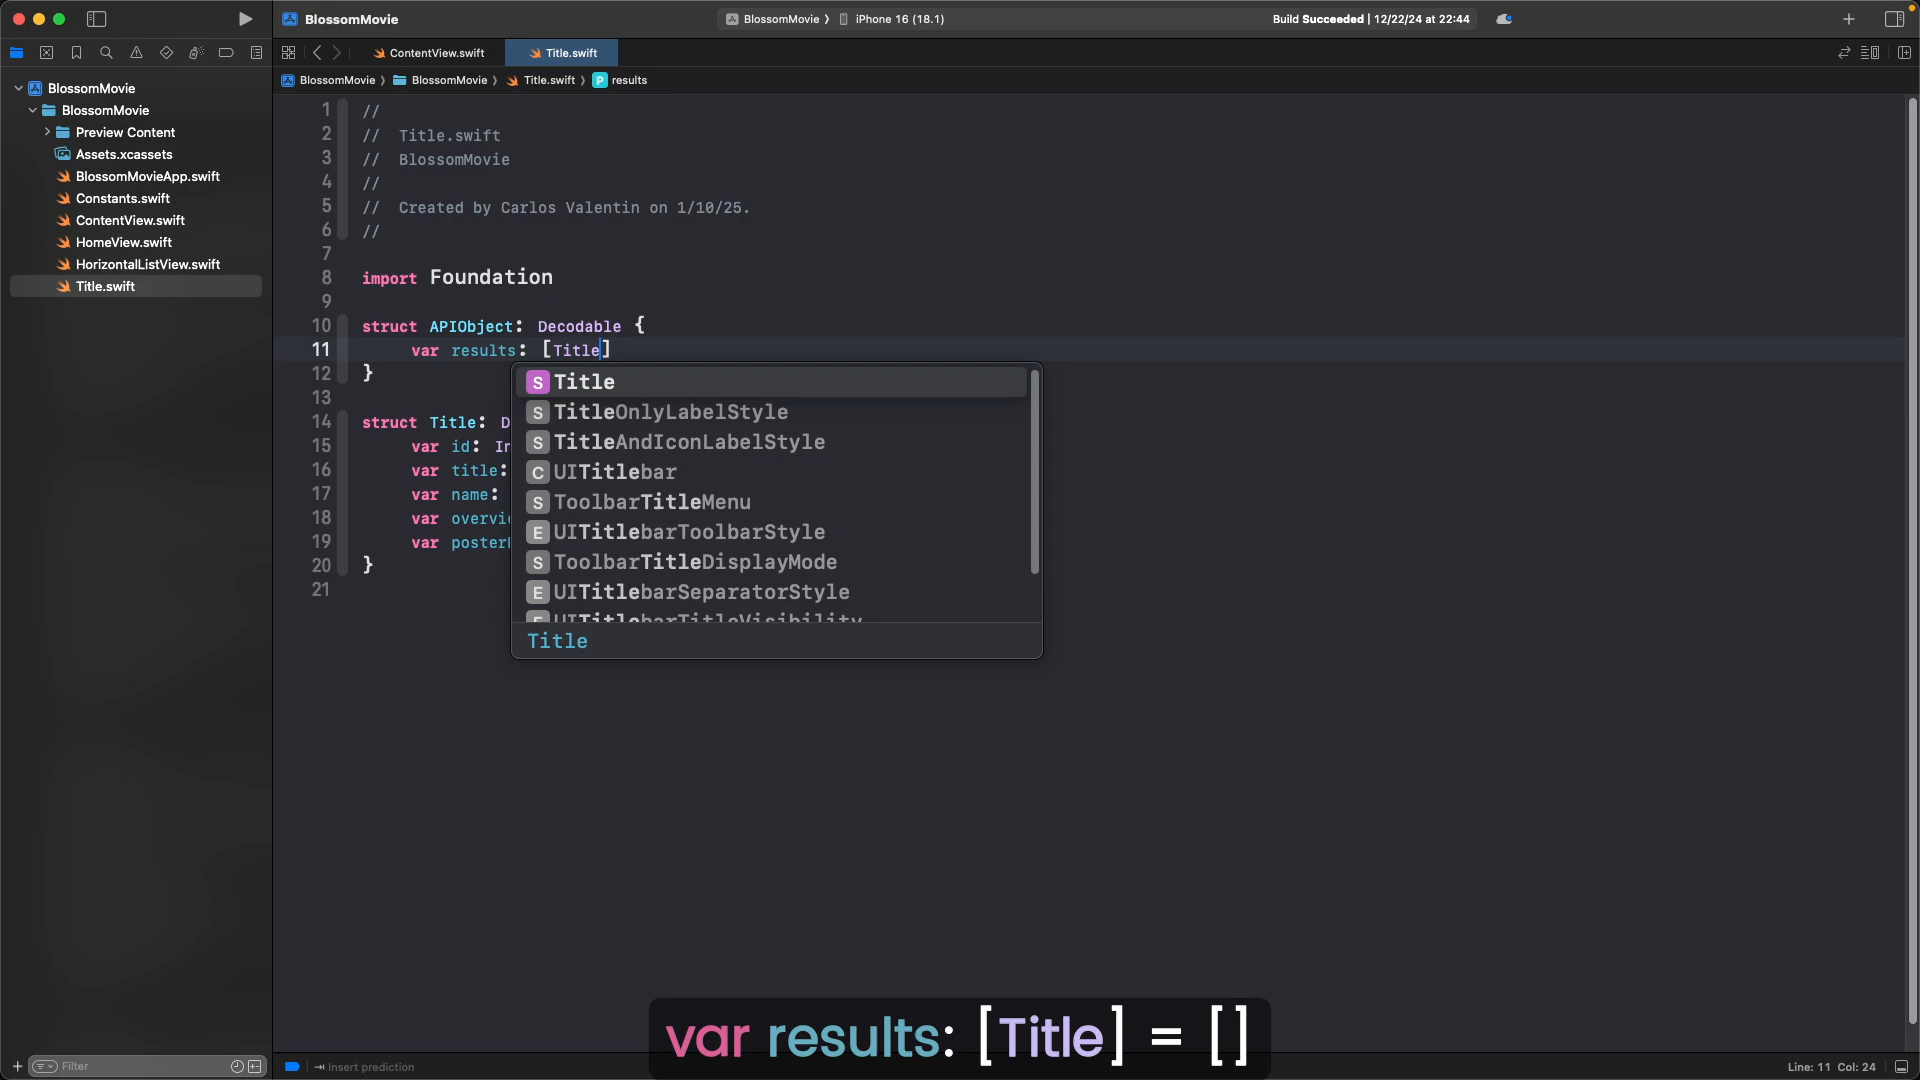 BlossomMovie
BlossomMovie
iPhone 16 (18.1)
Build Succeeded | 12/22/24 at 22:44
ContentView.swift
Title.swift
BlossomMovie
BlossomMovie
Title.swift
P
results
BlossomMovie
BlossomMovie
Preview Content
Assets.xcassets
BlossomMovieApp.swift
Constants.swift
ContentView.swift
HomeView.swift
HorizontalListView.swift
Title.swift
1 //
2 // Title.swift
3 // BlossomMovie
4 //
5 // Created by Carlos Valentin on 1/10/25.
6 //
7
8 import Foundation
9
10 struct APIObject: Decodable {
11 var results: [Title]
12 }
13
14 struct Title: D
15 var id: In
16 var title:
17 var name:
18 var overvi
19 var poster
20 }
21
S Title
S TitleOnlyLabelStyle
S TitleAndIconLabelStyle
C UITitlebar
S ToolbarTitleMenu
E UITitlebarToolbarStyle
S ToolbarTitleDisplayMode
E UITitlebarSeparatorStyle
E UITitlebarTitleVisibility
Title
var results: [Title] = []
Filter
Insert prediction
Line: 11 Col: 24